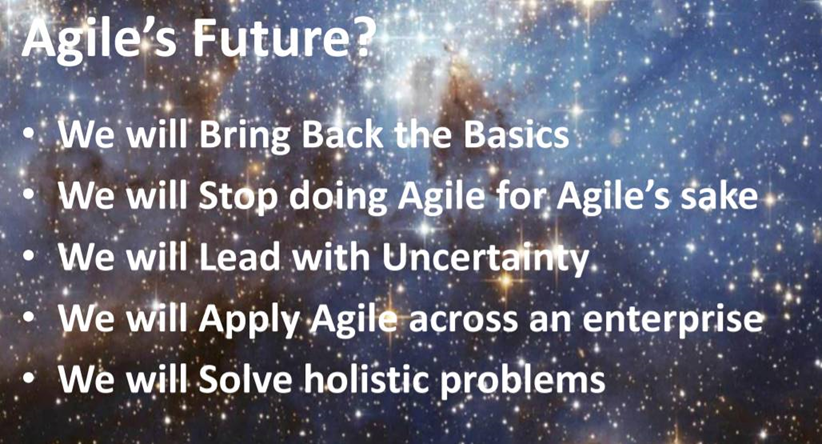 Agile's Future?
• We will Bring Back the Basics
• We will Stop doing Agile for Agile's sake
• We will Lead with Uncertainty
• We will Apply Agile across an enterprise
• We will Solve holistic problems